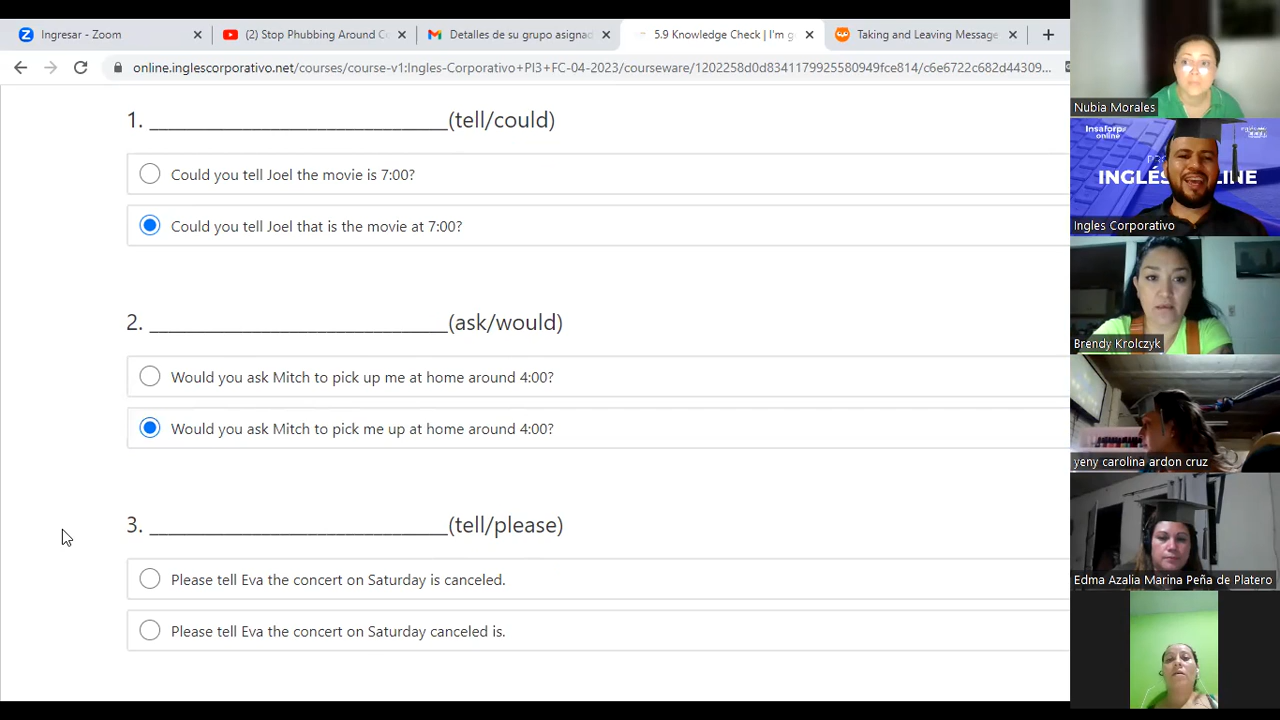 Ingresar - Zoom
(2) Stop Phubbing Around C
Detalles de su grupo asignad
5.9 Knowledge Check | I'm g
Taking and Leaving Message
online.inglescorporativo.net/courses/course-v1:Ingles-Corporativo+PI3+FC-04-2023/courseware/1202258d0d8341179925580949fce814/c6e6722c682d44309...
1. ____________________________(tell/could)
Could you tell Joel the movie is 7:00?
Could you tell Joel that is the movie at 7:00?
2. ____________________________(ask/would)
Would you ask Mitch to pick up me at home around 4:00?
Would you ask Mitch to pick me up at home around 4:00?
3. ____________________________(tell/please)
Please tell Eva the concert on Saturday is canceled.
Please tell Eva the concert on Saturday canceled is.
Nubia Morales
Insaforp
online
INGLÉS LINE
Ingles Corporativo
Brendy Krolczyk
yeny carolina ardon cruz
Edma Azalia Marina Peña de Platero